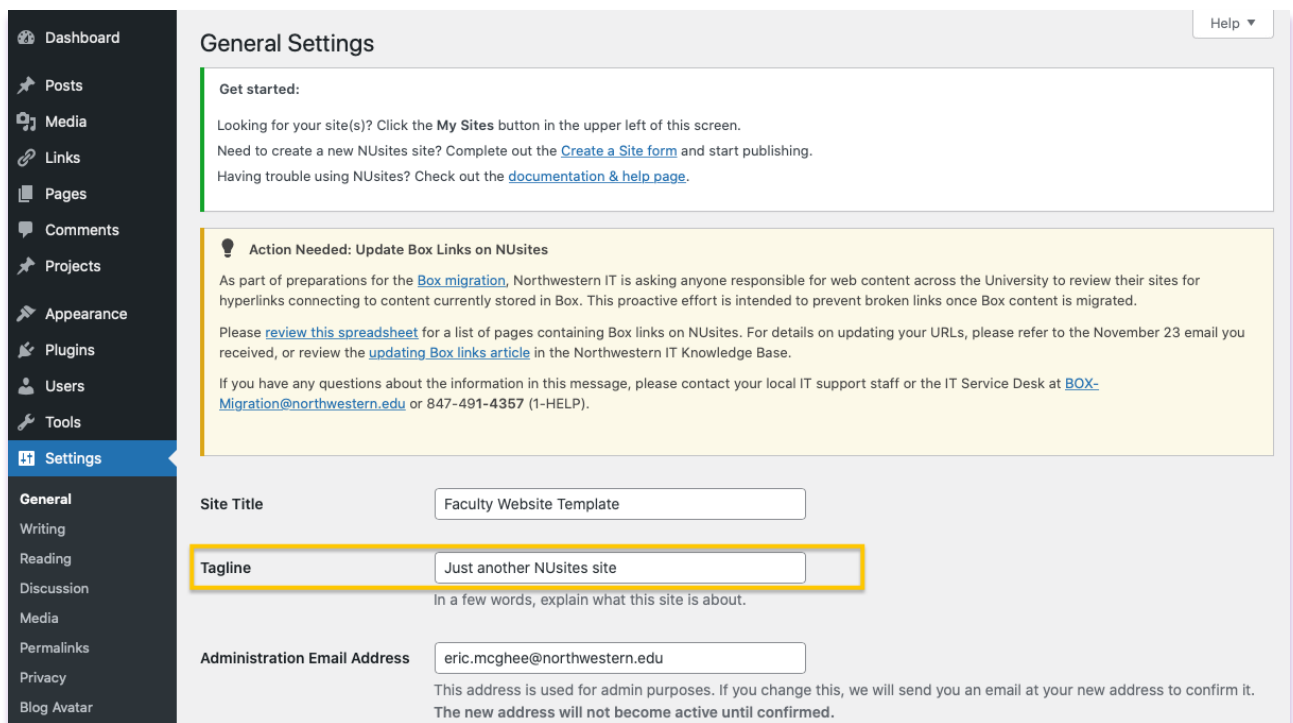 Dashboard
Posts
Media
Links
Pages
Comments
Projects
Appearance
Plugins
Users
Tools
Settings
General
Writing
Reading
Discussion
Media
Permalinks
Privacy
Blog Avatar
Help ▼
General Settings
Get started:
Looking for your site(s)? Click the My Sites button in the upper left of this screen.
Need to create a new NUsites site? Complete out the Create a Site form and start publishing.
Having trouble using NUsites? Check out the documentation & help page.
Action Needed: Update Box Links on NUsites
As part of preparations for the Box migration, Northwestern IT is asking anyone responsible for web content across the University to review their sites for
hyperlinks connecting to content currently stored in Box. This proactive effort is intended to prevent broken links once Box content is migrated.
Please review this spreadsheet for a list of pages containing Box links on NUsites. For details on updating your URLs, please refer to the November 23 email you
received, or review the updating Box links article in the Northwestern IT Knowledge Base.
If you have any questions about the information in this message, please contact your local IT support staff or the IT Service Desk at BOX-
Migration@northwestern.edu or 847-491-4357 (1-HELP).
Site Title
Faculty Website Template
Tagline
Just another NUsites site
In a few words, explain what this site is about.
Administration Email Address
eric.mcghee@northwestern.edu
This address is used for admin purposes. If you change this, we will send you an email at your new address to confirm it.
The new address will not become active until confirmed.